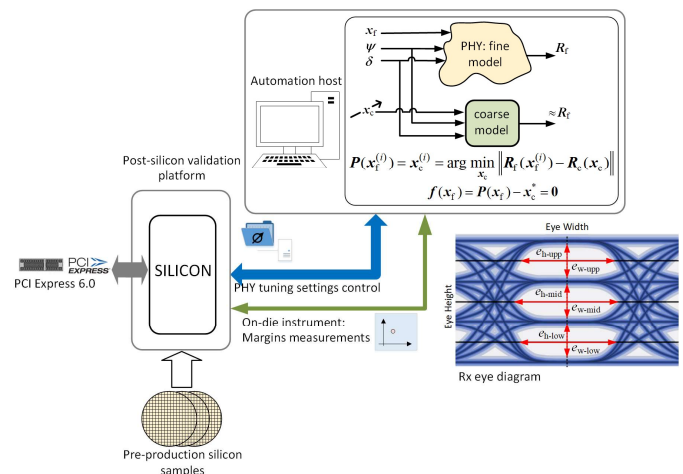 x_f
ψ
δ
PHY: fine
model
R_f
Automation host
x_c
coarse
model
≈R_f
P(x_f^(i)) = x_c^(i) = arg min_{x_c} ‖R_f(x_f^(i)) − R_c(x_c)‖
f(x_f) = P(x_f) − x_c^* = 0
Post-silicon validation
platform
SILICON
PCI
EXPRESS
PCI Express 6.0
PHY tuning settings control
On-die instrument:
Margins measurements
Pre-production silicon
samples
Eye Width
Eye Height
e_h-upp
e_w-upp
e_h-mid
e_w-mid
e_h-low
e_w-low
Rx eye diagram